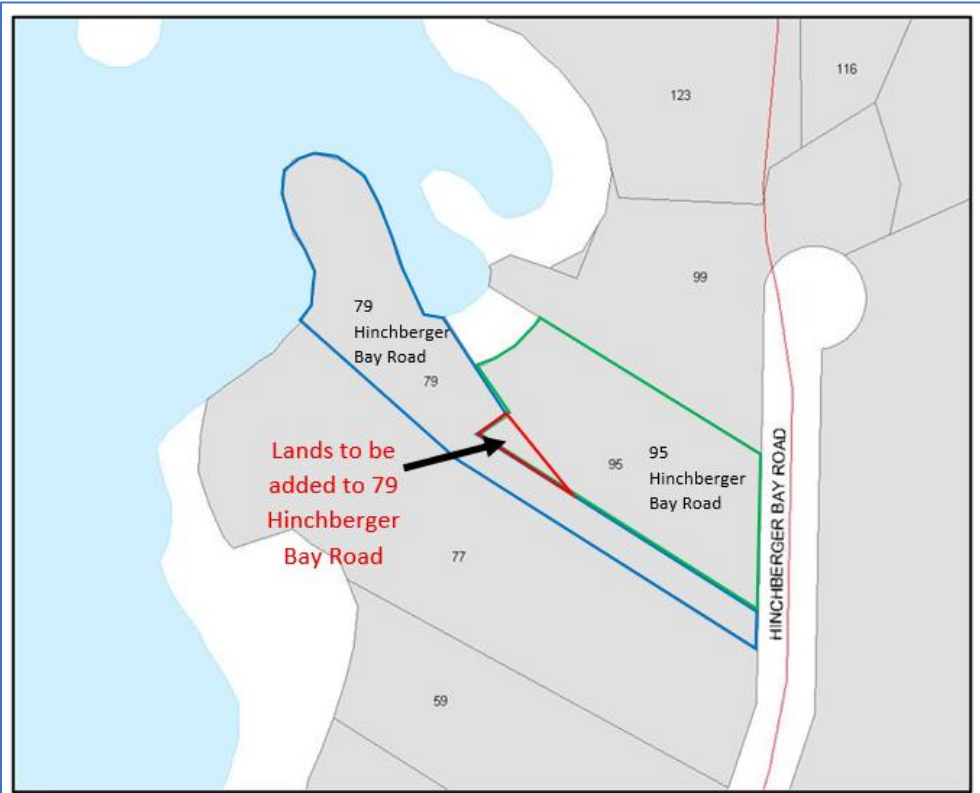 116
123
99
79
Hinchberger
Bay Road
79
Lands to be
added to 79
Hinchberger
Bay Road
95
95
Hinchberger
Bay Road
HINCHBERGER BAY ROAD
77
59